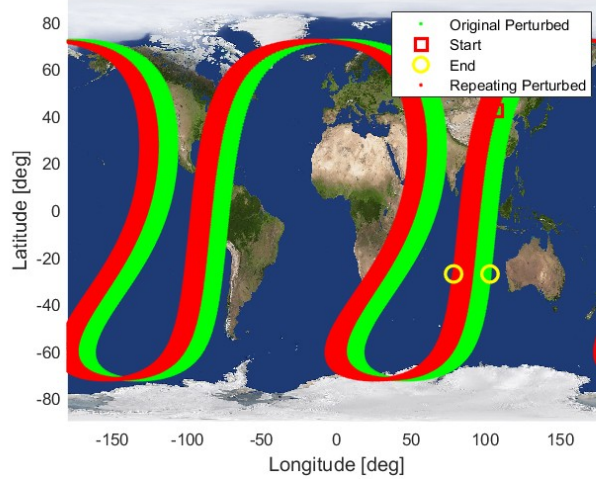 80
60
40
20
0
-20
-40
-60
-80
Latitude [deg]
-150
-100
-50
0
50
100
150
Longitude [deg]
Original Perturbed
Start
End
Repeating Perturbed